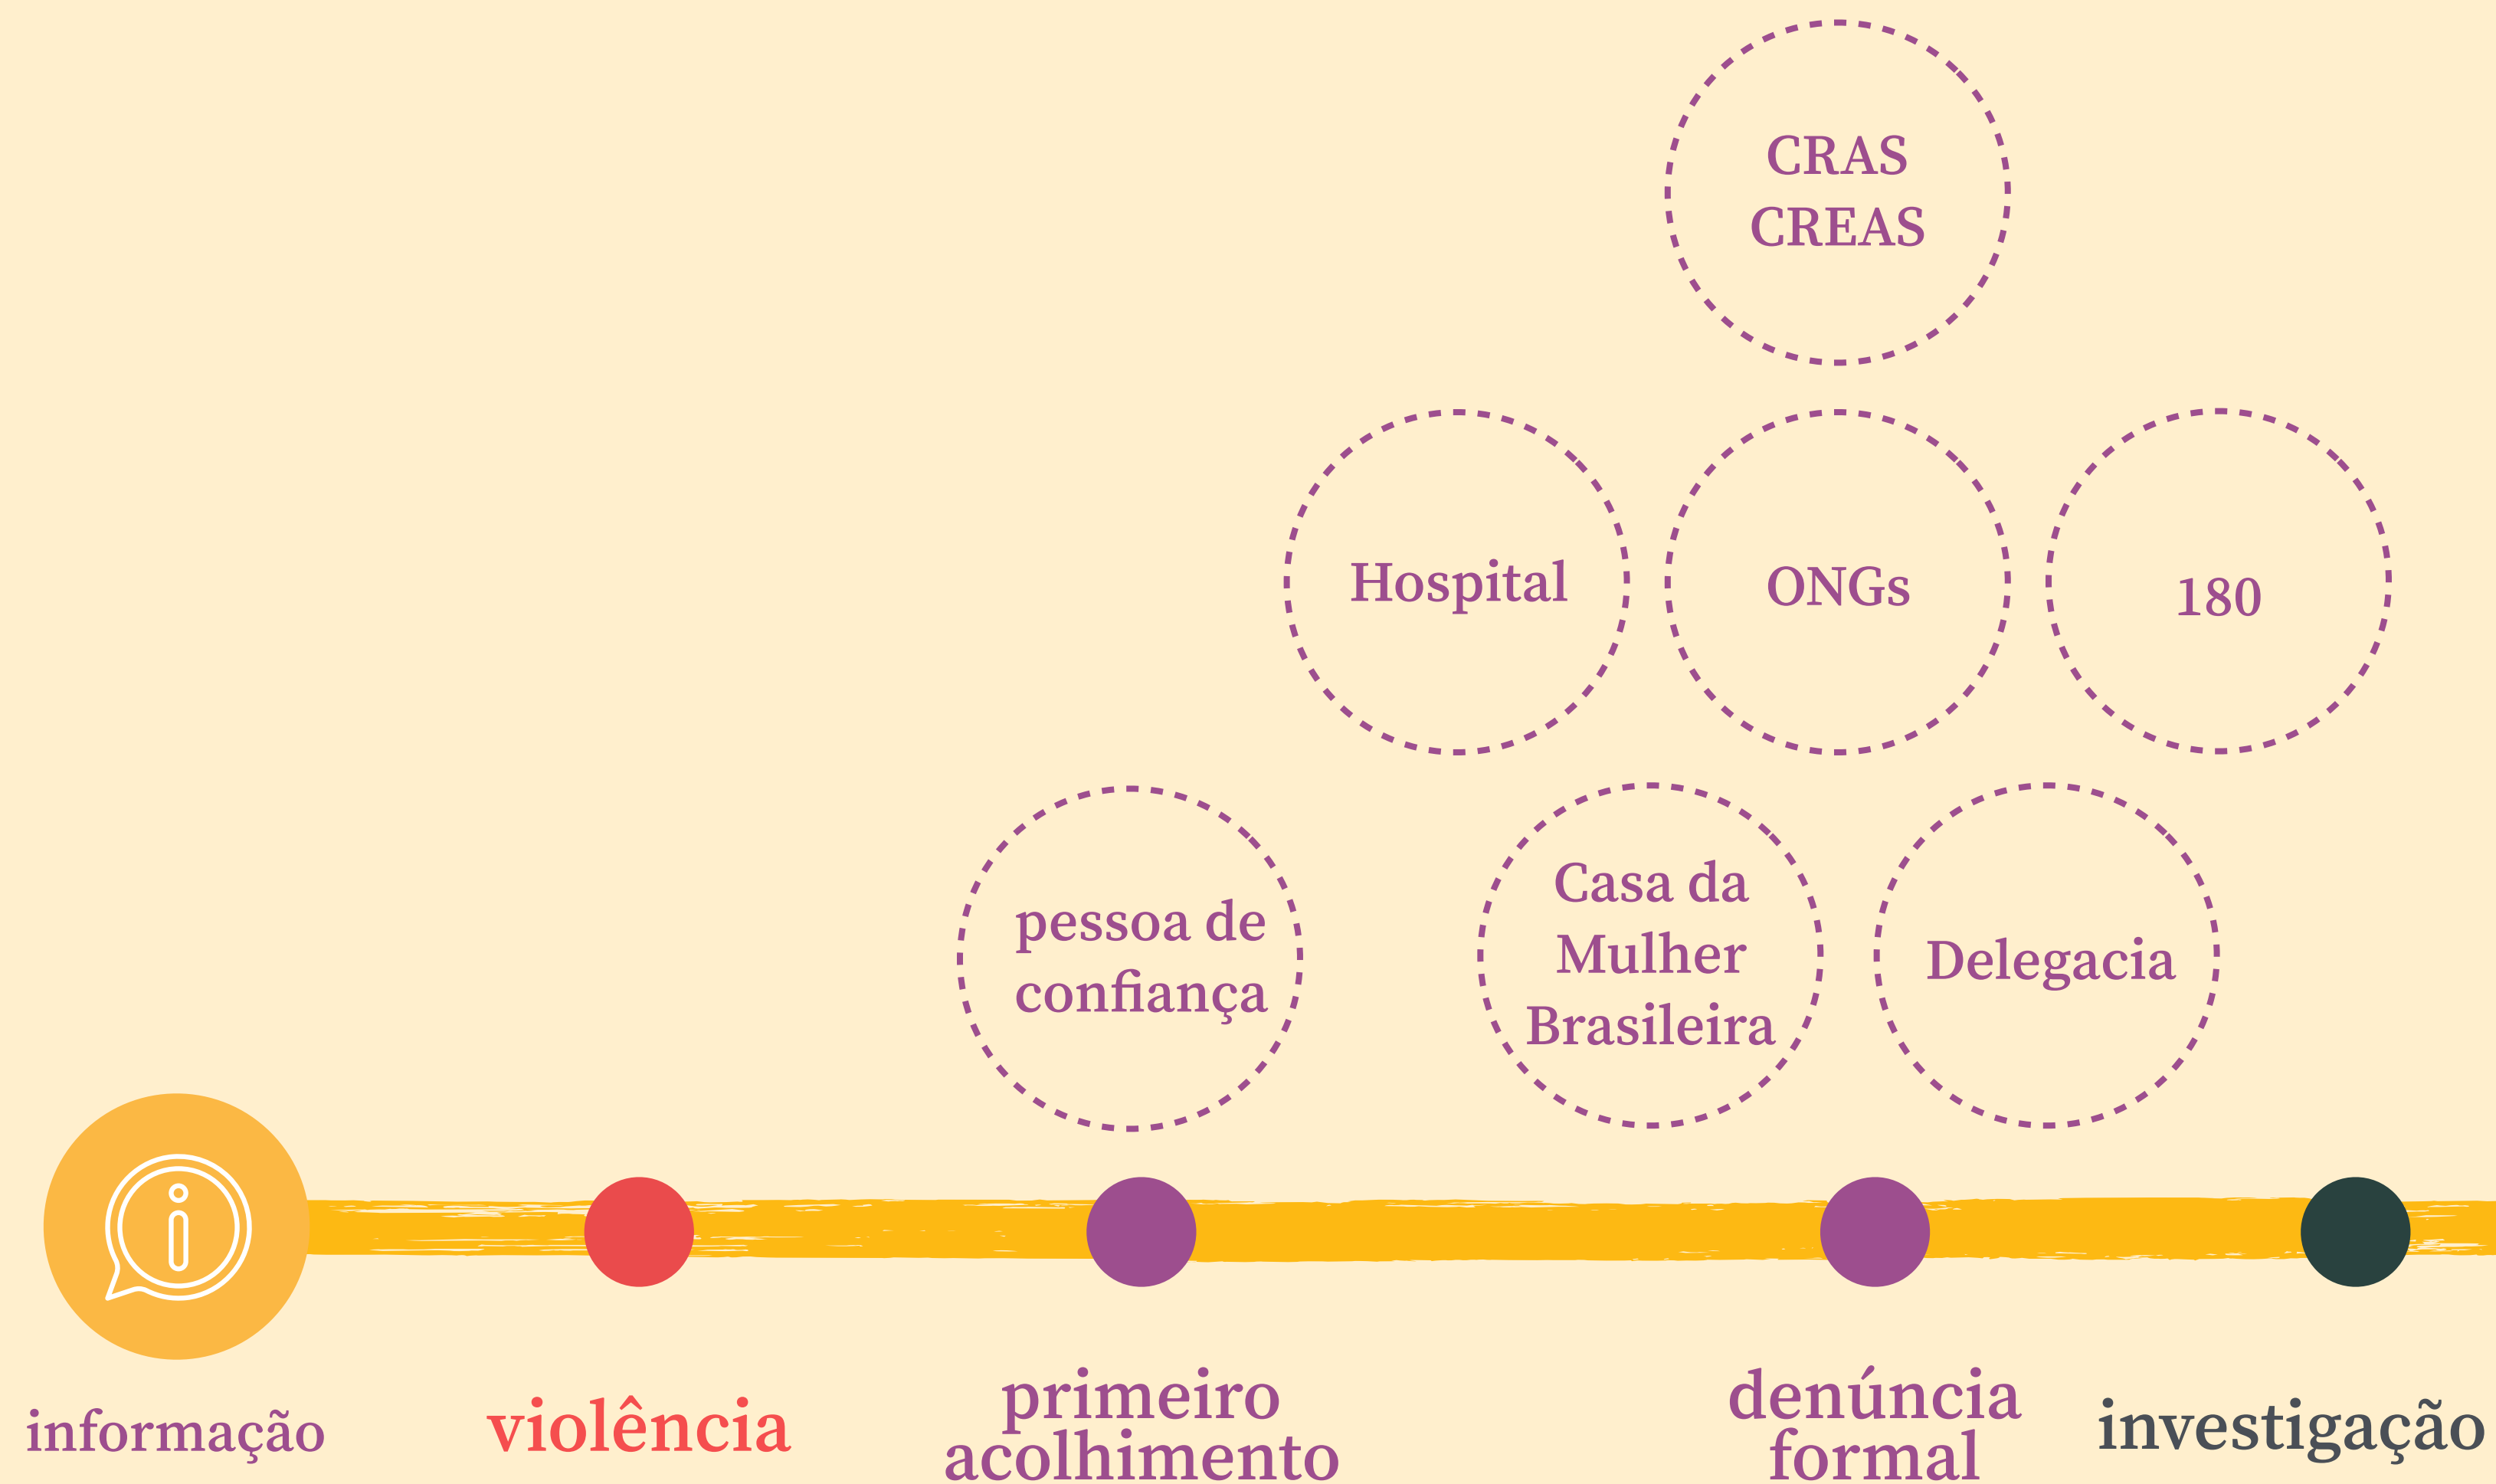 CRAS
CREAS
Hospital
ONGs
180
pessoa de
confiança
Casa da
Mulher
Brasileira
Delegacia
informação
violência
primeiro
acolhimento
denúncia
formal
investigação